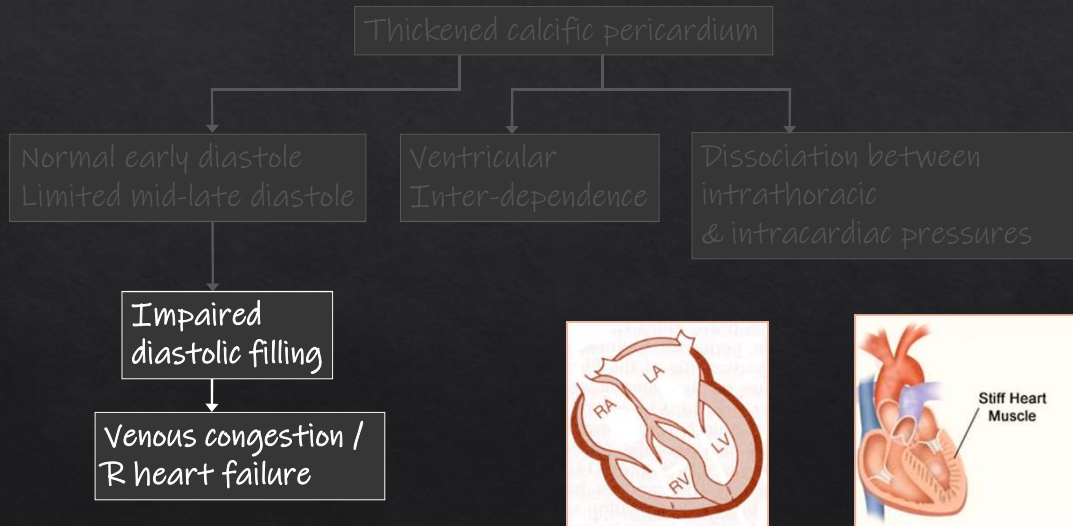 Thickened calcific pericardium
Normal early diastole
Limited mid-late diastole
Ventricular
Inter-dependence
Dissociation between
intrathoracic
& intracardiac pressures
Impaired
diastolic filling
Venous congestion /
R heart failure
LA
RA
LV
RV
Stiff Heart
Muscle